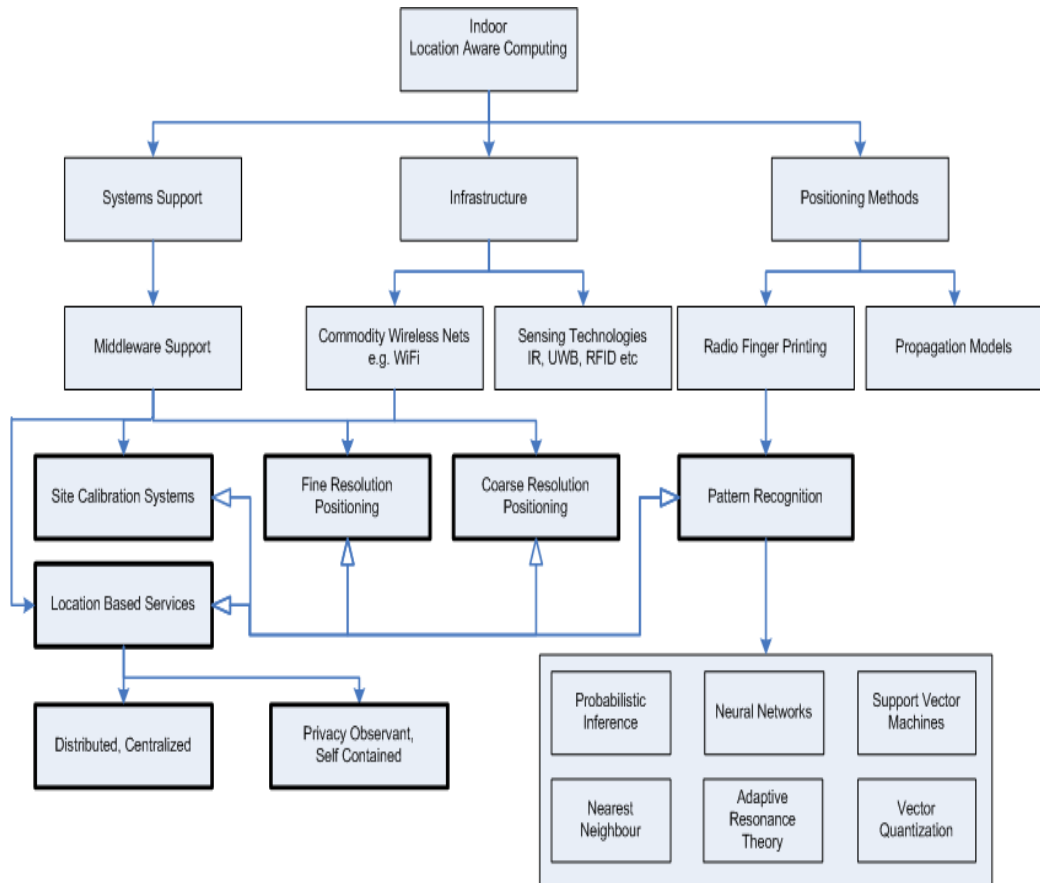 Indoor
Location Aware Computing
Systems Support
Infrastructure
Positioning Methods
Middleware Support
Commodity Wireless Nets
e.g. WiFi
Sensing Technologies
IR, UWB, RFID etc
Radio Finger Printing
Propagation Models
Site Calibration Systems
Fine Resolution
Positioning
Coarse Resolution
Positioning
Pattern Recognition
Location Based Services
Distributed, Centralized
Privacy Observant,
Self Contained
Probabilistic
Inference
Neural Networks
Support Vector
Machines
Nearest
Neighbour
Adaptive
Resonance
Theory
Vector
Quantization